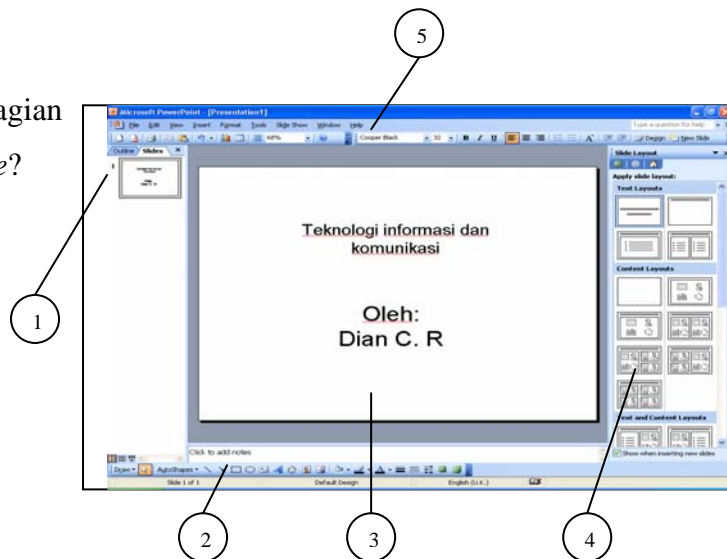 5
agian
e?
Microsoft PowerPoint - [Presentation1]
File Edit View Insert Format Tools Slide Show Window Help
Type a question for help
68%
Cooper Black
32
B I U
Design
New Slide
Outline
Slides
Slide Layout
Apply slide layout:
Text Layouts
Content Layouts
Text and Content Layouts
Show when inserting new slides
1
Teknologi informasi dan
komunikasi
Oleh:
Dian C. R
1
Click to add notes
Draw
AutoShapes
Slide 1 of 1
Default Design
English (U.K.)
2
3
4